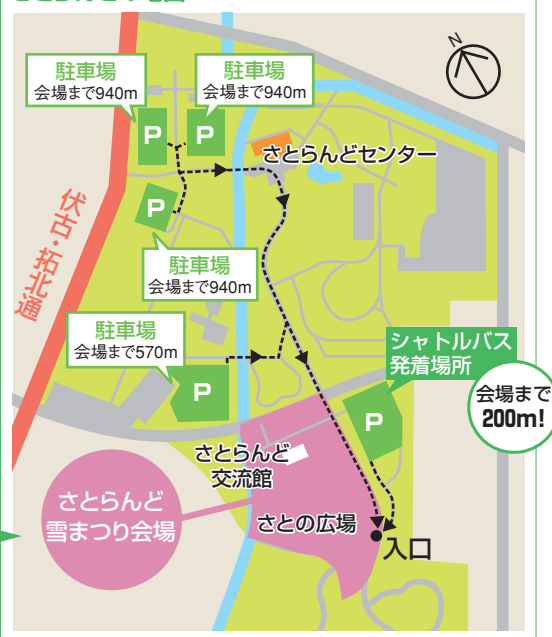 駐車場
会場まで940m
駐車場
会場まで940m
N
P
P
さとらんどセンター
P
伏古・拓北通
駐車場
会場まで940m
駐車場
会場まで570m
シャトルバス
発着場所
会場まで
200m!
P
P
さとらんど
交流館
さとらんど
雪まつり会場
さとの広場
入口